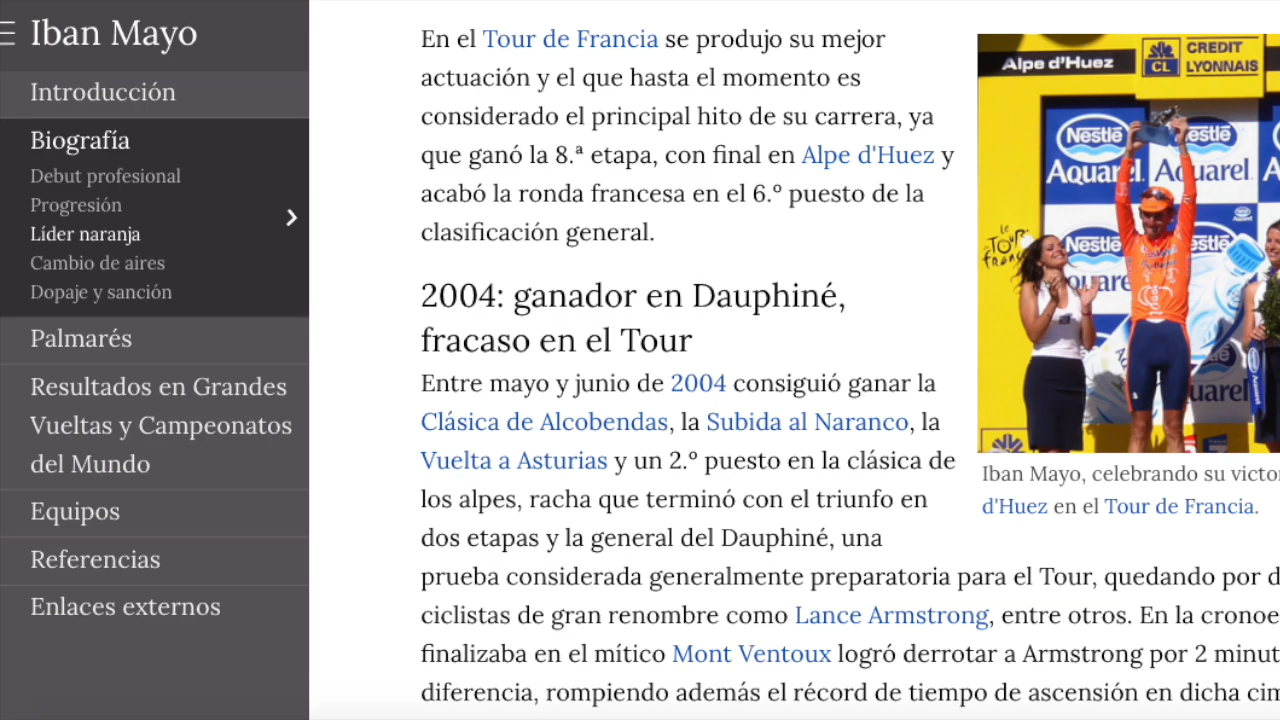 Iban Mayo
Introducción
Biografía
Debut profesional
Progresión
Líder naranja
Cambio de aires
Dopaje y sanción
Palmarés
Resultados en Grandes
Vueltas y Campeonatos
del Mundo
Equipos
Referencias
Enlaces externos
En el Tour de Francia se produjo su mejor
actuación y el que hasta el momento es
considerado el principal hito de su carrera, ya
que ganó la 8.ª etapa, con final en Alpe d'Huez y
acabó la ronda francesa en el 6.º puesto de la
clasificación general.
2004: ganador en Dauphiné,
fracaso en el Tour
Entre mayo y junio de 2004 consiguió ganar la
Clásica de Alcobendas, la Subida al Naranco, la
Vuelta a Asturias y un 2.º puesto en la clásica de
los alpes, racha que terminó con el triunfo en
dos etapas y la general del Dauphiné, una
prueba considerada generalmente preparatoria para el Tour, quedando por d
ciclistas de gran renombre como Lance Armstrong, entre otros. En la cronoe
finalizaba en el mítico Mont Ventoux logró derrotar a Armstrong por 2 minut
diferencia, rompiendo además el récord de tiempo de ascensión en dicha cim
Alpe d'Huez
CL
CREDIT
LYONNAIS
Nestlé
Aquarel
Nestlé
Aquarel
le
Tour
de
france
Nestlé
Iban Mayo, celebrando su victor
d'Huez en el Tour de Francia.